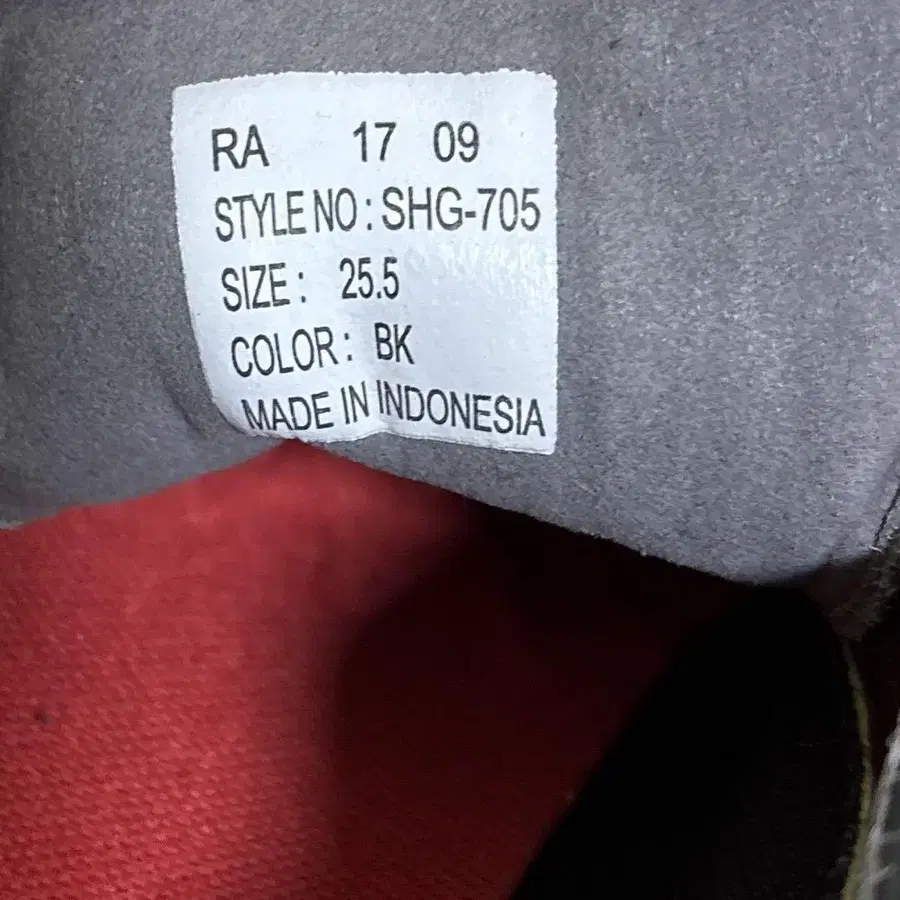 RA 17 09
STYLE NO : SHG-705
SIZE : 25.5
COLOR : BK
MADE IN INDONESIA